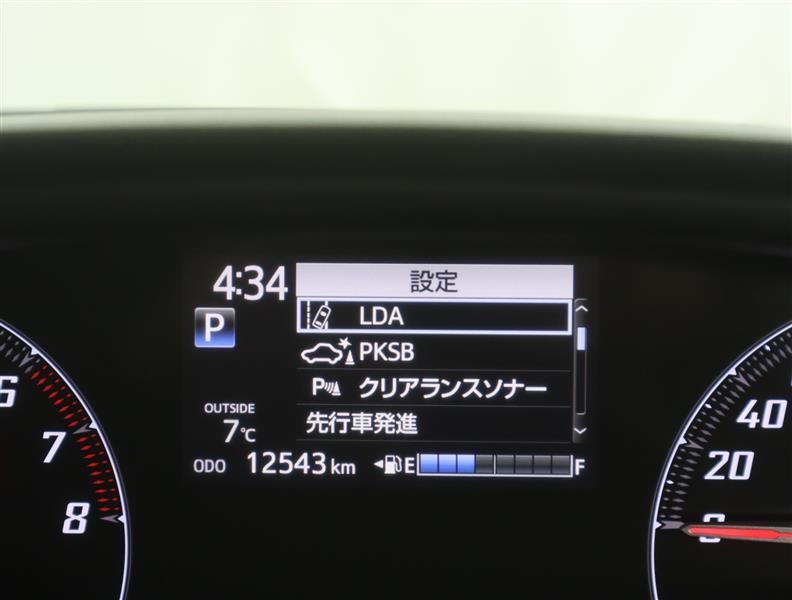 4:34
設定
LDA
P
PKSB
P クリアランスソナー
先行車発進
OUTSIDE
7℃
ODO 12543 km
E F
6
7
8
40
20
0